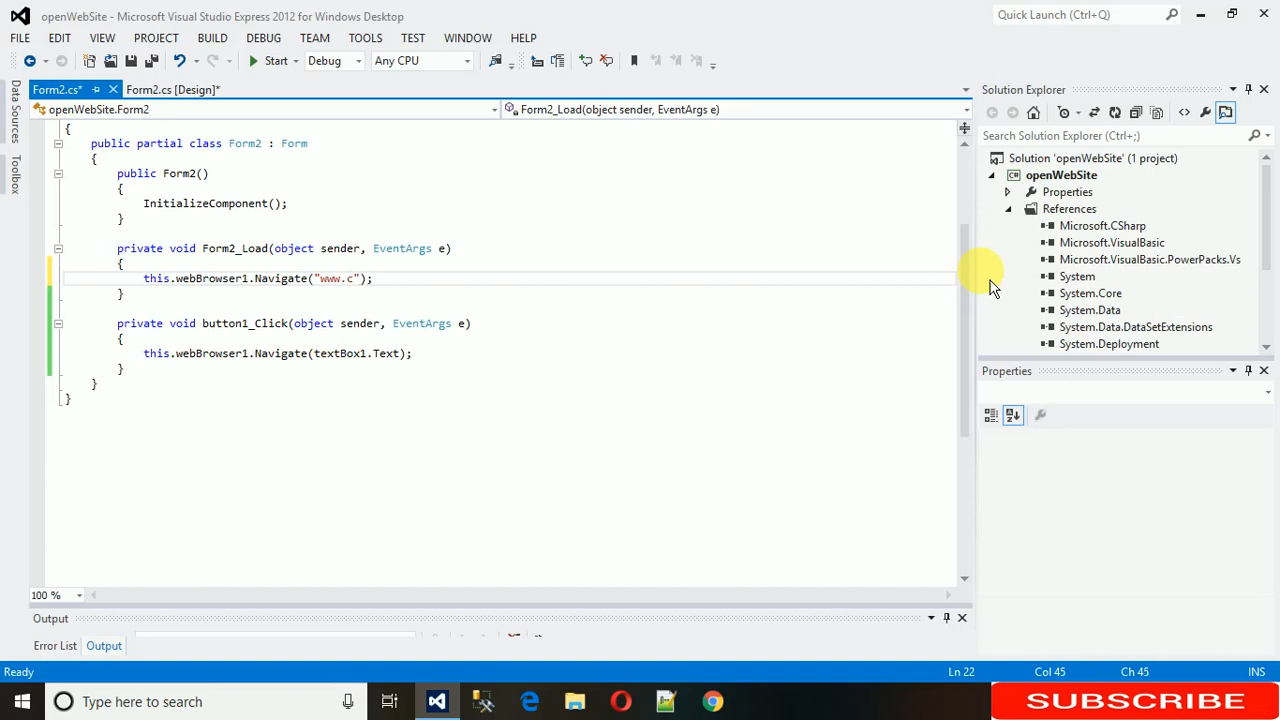 openWebSite - Microsoft Visual Studio Express 2012 for Windows Desktop
Quick Launch (Ctrl+Q)
FILE EDIT VIEW PROJECT BUILD DEBUG TEAM TOOLS TEST WINDOW HELP
Start Debug Any CPU
Data Sources
Toolbox
Form2.cs* Form2.cs [Design]*
openWebSite.Form2 Form2_Load(object sender, EventArgs e)
{
public partial class Form2 : Form
{
public Form2()
{
InitializeComponent();
}
private void Form2_Load(object sender, EventArgs e)
{
this.webBrowser1.Navigate("www.c");
}
private void button1_Click(object sender, EventArgs e)
{
this.webBrowser1.Navigate(textBox1.Text);
}
}
}
100 %
Output
Error List Output
Solution Explorer
Search Solution Explorer (Ctrl+;)
Solution 'openWebSite' (1 project)
C# openWebSite
Properties
References
Microsoft.CSharp
Microsoft.VisualBasic
Microsoft.VisualBasic.PowerPacks.Vs
System
System.Core
System.Data
System.Data.DataSetExtensions
System.Deployment
Properties
Ready Ln 22 Col 45 Ch 45 INS
Type here to search
SUBSCRIBE